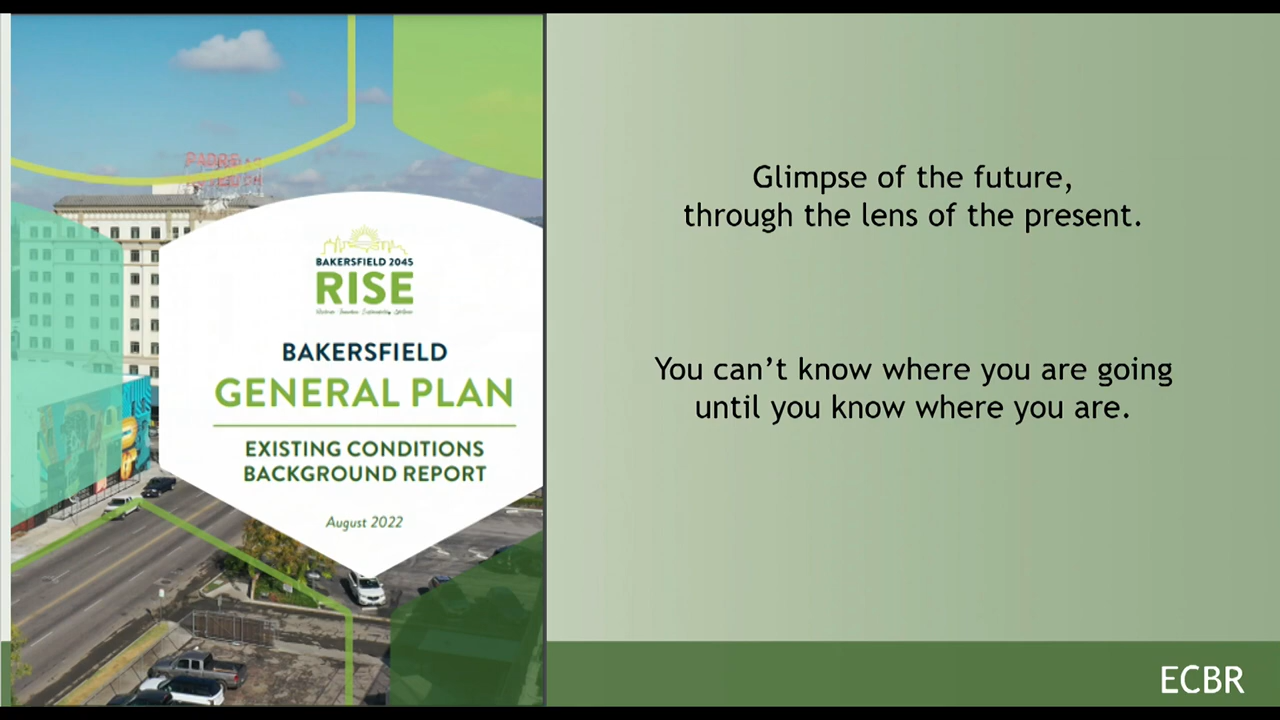 PADRE
BAKERSFIELD 2045
RISE
BAKERSFIELD
GENERAL PLAN
EXISTING CONDITIONS
BACKGROUND REPORT
August 2022
Glimpse of the future,
through the lens of the present.
You can’t know where you are going
until you know where you are.
ECBR